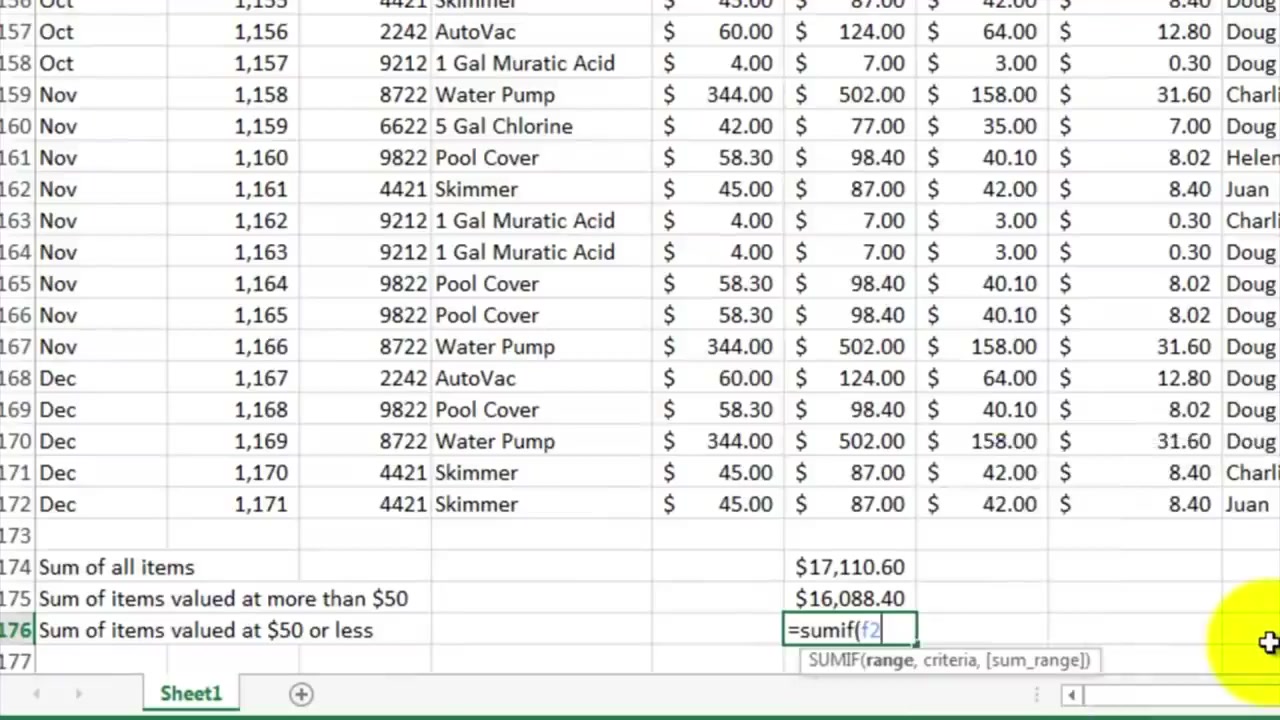 156 Oct 1,155 4421 Skimmer $ 45.00 $ 87.00 $ 42.00 $ 8.40 Doug
157 Oct 1,156 2242 AutoVac $ 60.00 $ 124.00 $ 64.00 $ 12.80 Doug
158 Oct 1,157 9212 1 Gal Muratic Acid $ 4.00 $ 7.00 $ 3.00 $ 0.30 Doug
159 Nov 1,158 8722 Water Pump $ 344.00 $ 502.00 $ 158.00 $ 31.60 Charli
160 Nov 1,159 6622 5 Gal Chlorine $ 42.00 $ 77.00 $ 35.00 $ 7.00 Doug
161 Nov 1,160 9822 Pool Cover $ 58.30 $ 98.40 $ 40.10 $ 8.02 Helen
162 Nov 1,161 4421 Skimmer $ 45.00 $ 87.00 $ 42.00 $ 8.40 Juan
163 Nov 1,162 9212 1 Gal Muratic Acid $ 4.00 $ 7.00 $ 3.00 $ 0.30 Charli
164 Nov 1,163 9212 1 Gal Muratic Acid $ 4.00 $ 7.00 $ 3.00 $ 0.30 Doug
165 Nov 1,164 9822 Pool Cover $ 58.30 $ 98.40 $ 40.10 $ 8.02 Doug
166 Nov 1,165 9822 Pool Cover $ 58.30 $ 98.40 $ 40.10 $ 8.02 Doug
167 Nov 1,166 8722 Water Pump $ 344.00 $ 502.00 $ 158.00 $ 31.60 Doug
168 Dec 1,167 2242 AutoVac $ 60.00 $ 124.00 $ 64.00 $ 12.80 Doug
169 Dec 1,168 9822 Pool Cover $ 58.30 $ 98.40 $ 40.10 $ 8.02 Doug
170 Dec 1,169 8722 Water Pump $ 344.00 $ 502.00 $ 158.00 $ 31.60 Doug
171 Dec 1,170 4421 Skimmer $ 45.00 $ 87.00 $ 42.00 $ 8.40 Charli
172 Dec 1,171 4421 Skimmer $ 45.00 $ 87.00 $ 42.00 $ 8.40 Juan
173
174 Sum of all items $17,110.60
175 Sum of items valued at more than $50 $16,088.40
176 Sum of items valued at $50 or less =sumif(f2
177 SUMIF(range, criteria, [sum_range])
Sheet1